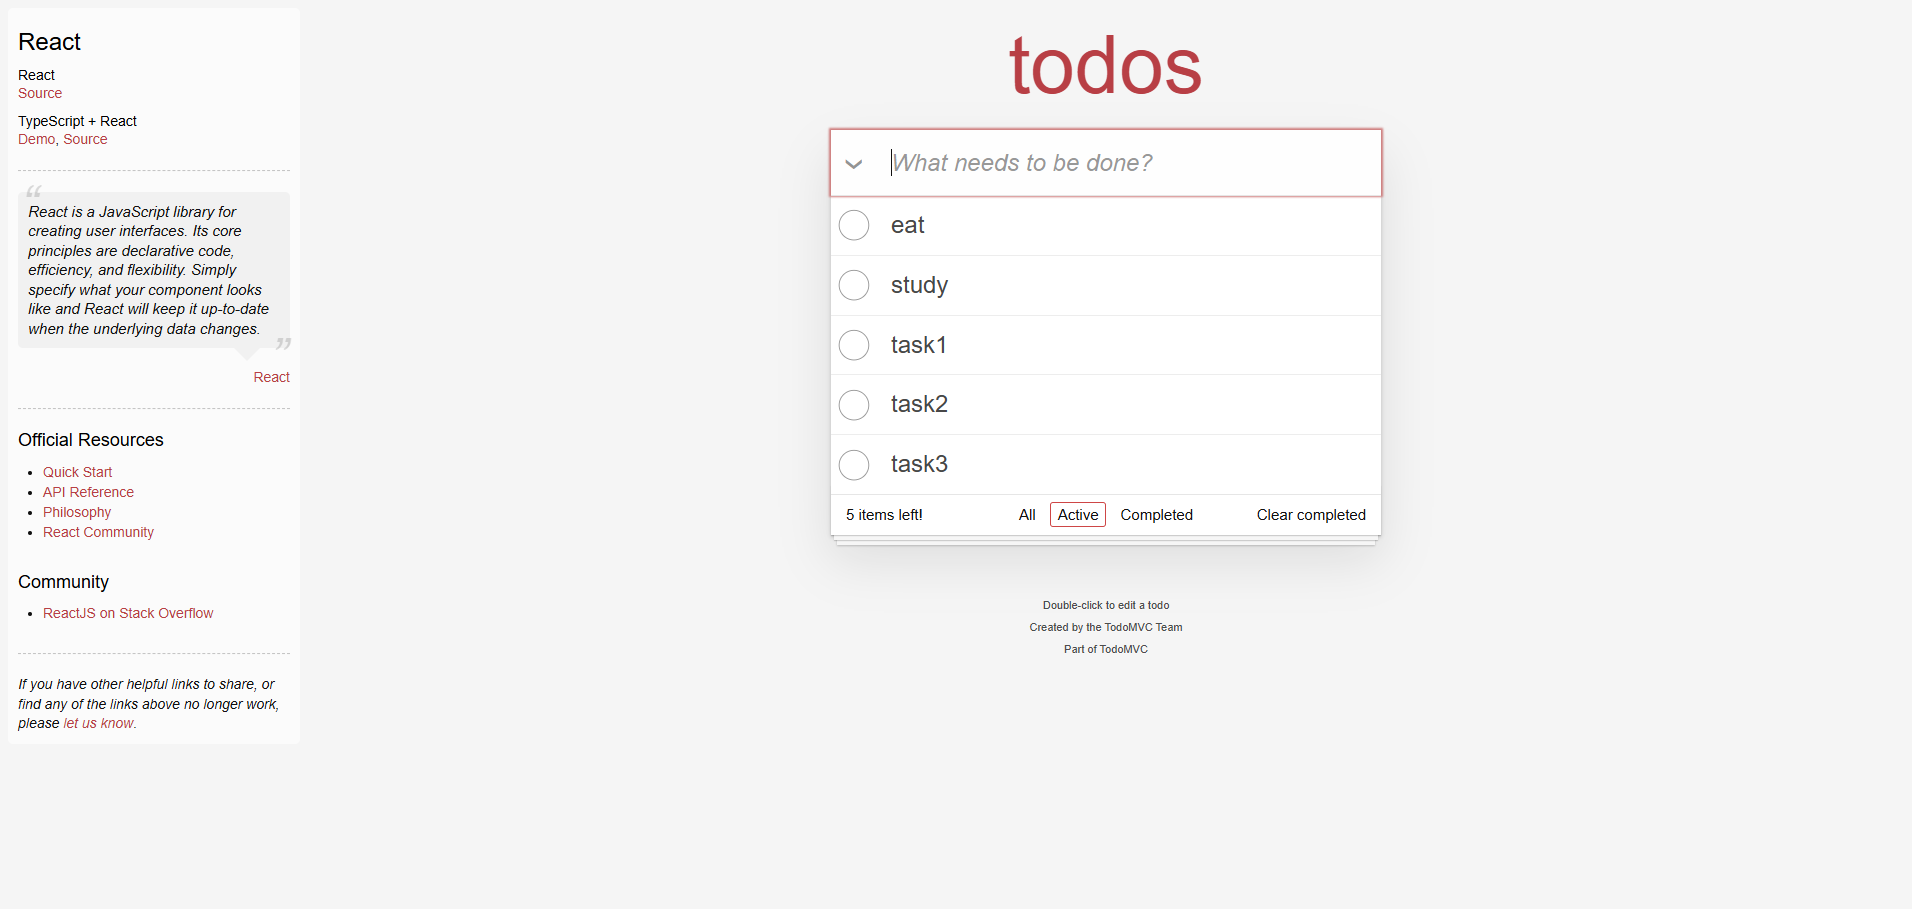 React
React
Source
TypeScript + React
Demo, Source
“
React is a JavaScript library for
creating user interfaces. Its core
principles are declarative code,
efficiency, and flexibility. Simply
specify what your component looks
like and React will keep it up-to-date
when the underlying data changes.
”
React
Official Resources
Quick Start
API Reference
Philosophy
React Community
Community
ReactJS on Stack Overflow
If you have other helpful links to share, or
find any of the links above no longer work,
please let us know.
todos
What needs to be done?
eat
study
task1
task2
task3
5 items left! All Active Completed Clear completed
Double-click to edit a todo
Created by the TodoMVC Team
Part of TodoMVC